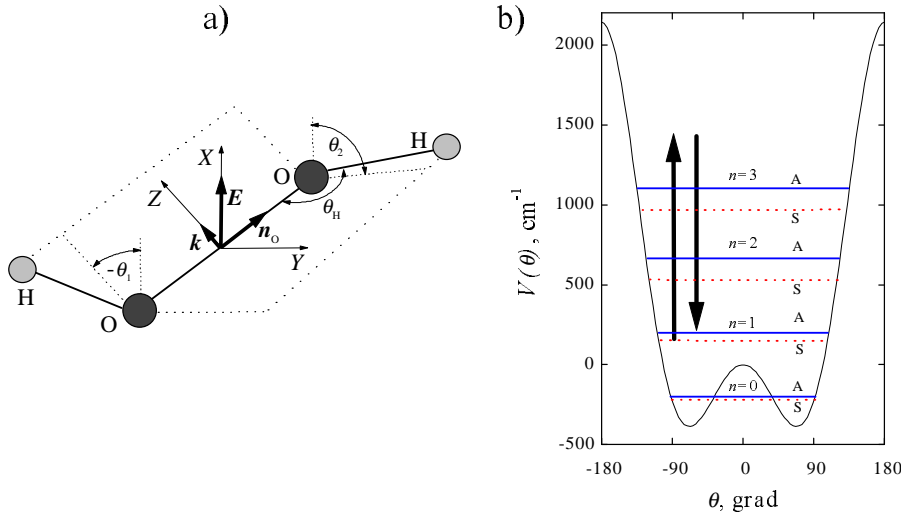 a)
H
θ₂
O
X
Z
E
θH
k
nO
Y
-θ₁
H
O
b)
2000
1500
1000
500
0
-500
V(θ), cm⁻¹
n=3 A
S
n=2 A
S
n=1 A
S
n=0 A
S
-180 -90 0 90 180
θ, grad